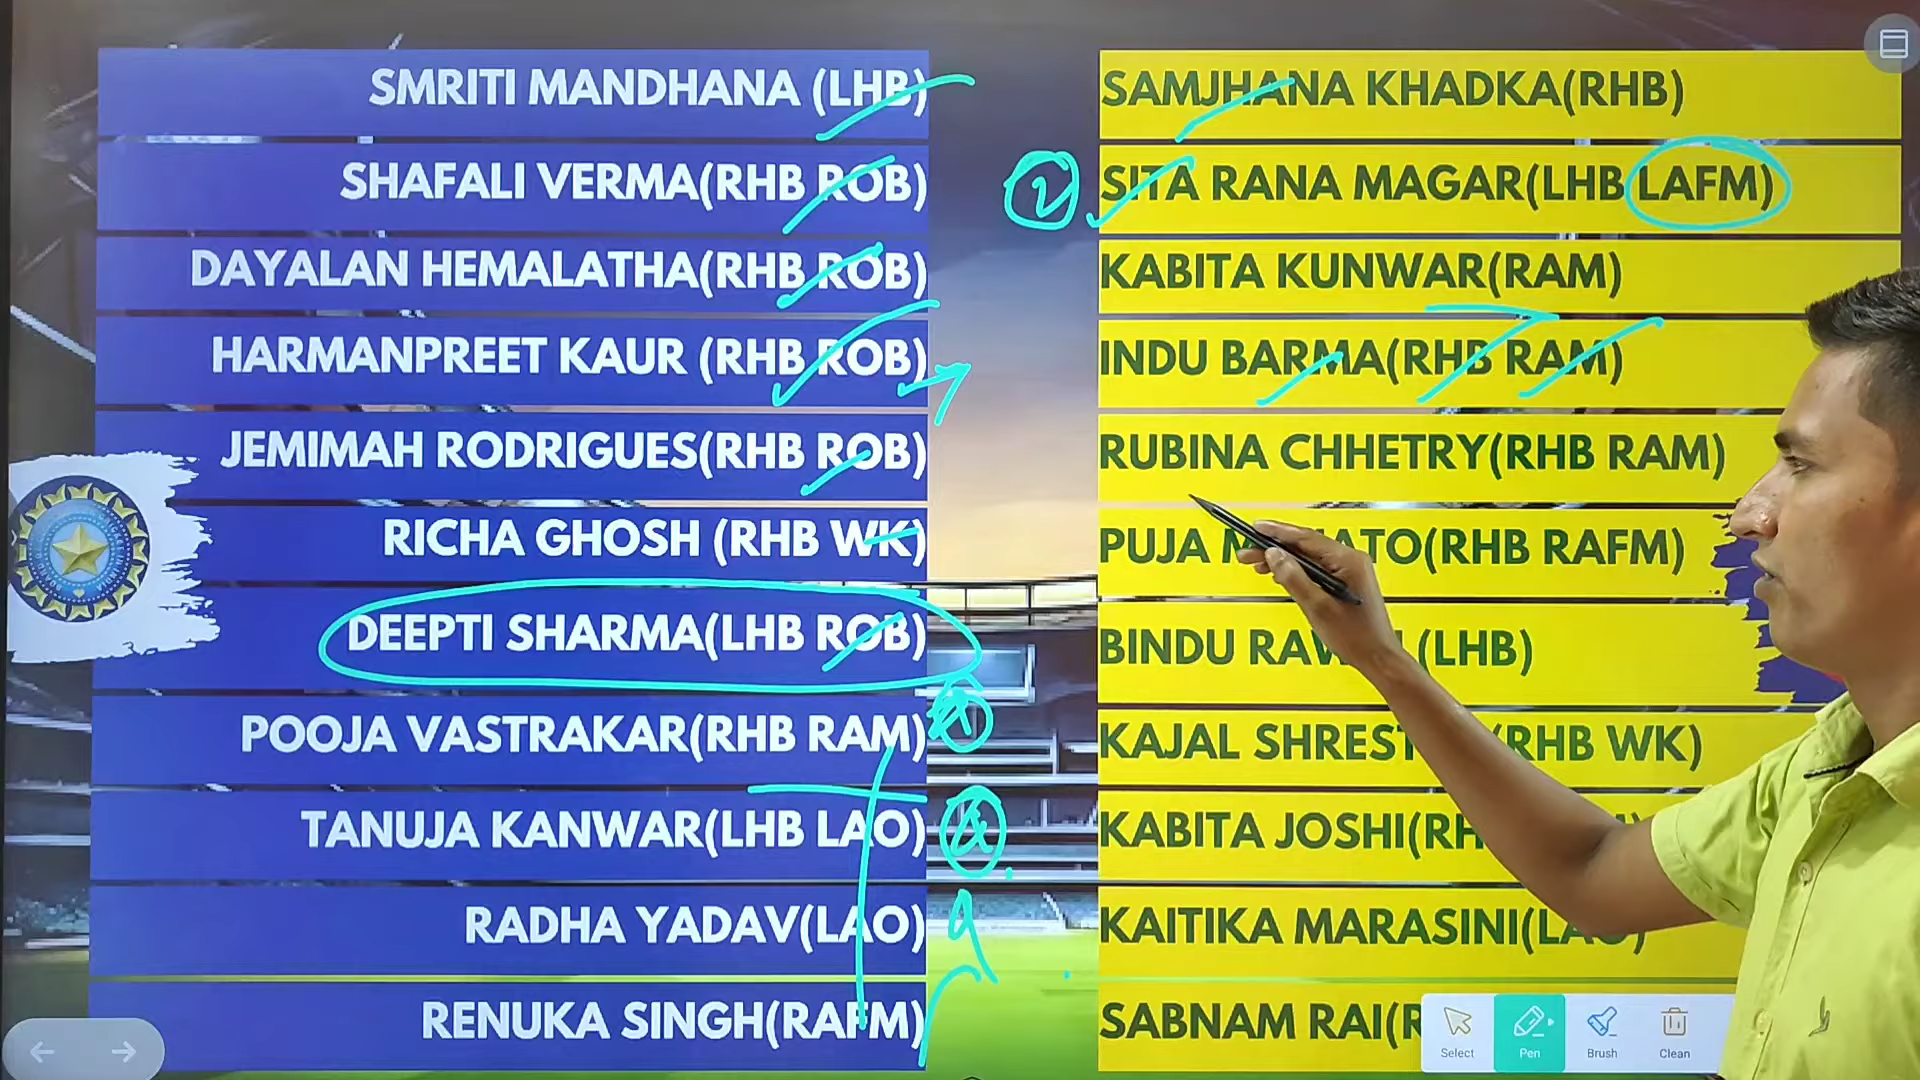 SMRITI MANDHANA (LHB)
SHAFALI VERMA(RHB ROB)
DAYALAN HEMALATHA(RHB ROB)
HARMANPREET KAUR (RHB ROB)
JEMIMAH RODRIGUES(RHB ROB)
RICHA GHOSH (RHB WK)
DEEPTI SHARMA(LHB ROB)
POOJA VASTRAKAR(RHB RAM)
TANUJA KANWAR(LHB LAO)
RADHA YADAV(LAO)
RENUKA SINGH(RAFM)
SAMJHANA KHADKA(RHB)
SITA RANA MAGAR(LHB LAFM)
KABITA KUNWAR(RAM)
INDU BARMA(RHB RAM)
RUBINA CHHETRY(RHB RAM)
PUJA (RHB RAFM)
BINDU (LHB)
KAJAL (RHB WK)
KABITA JOSHI
KAITIKA MARASINI(LAO)
SABNAM RAI
Select
Pen
Brush
Clean